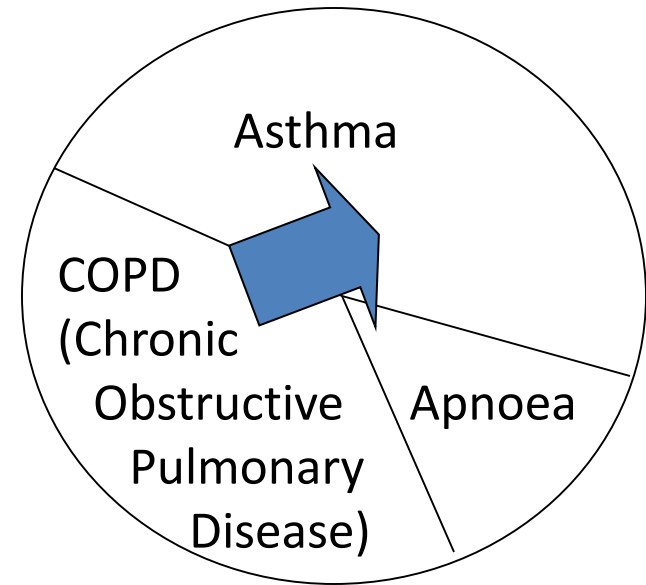 Asthma
COPD
(Chronic
Obstructive
Pulmonary
Disease)
Apnoea